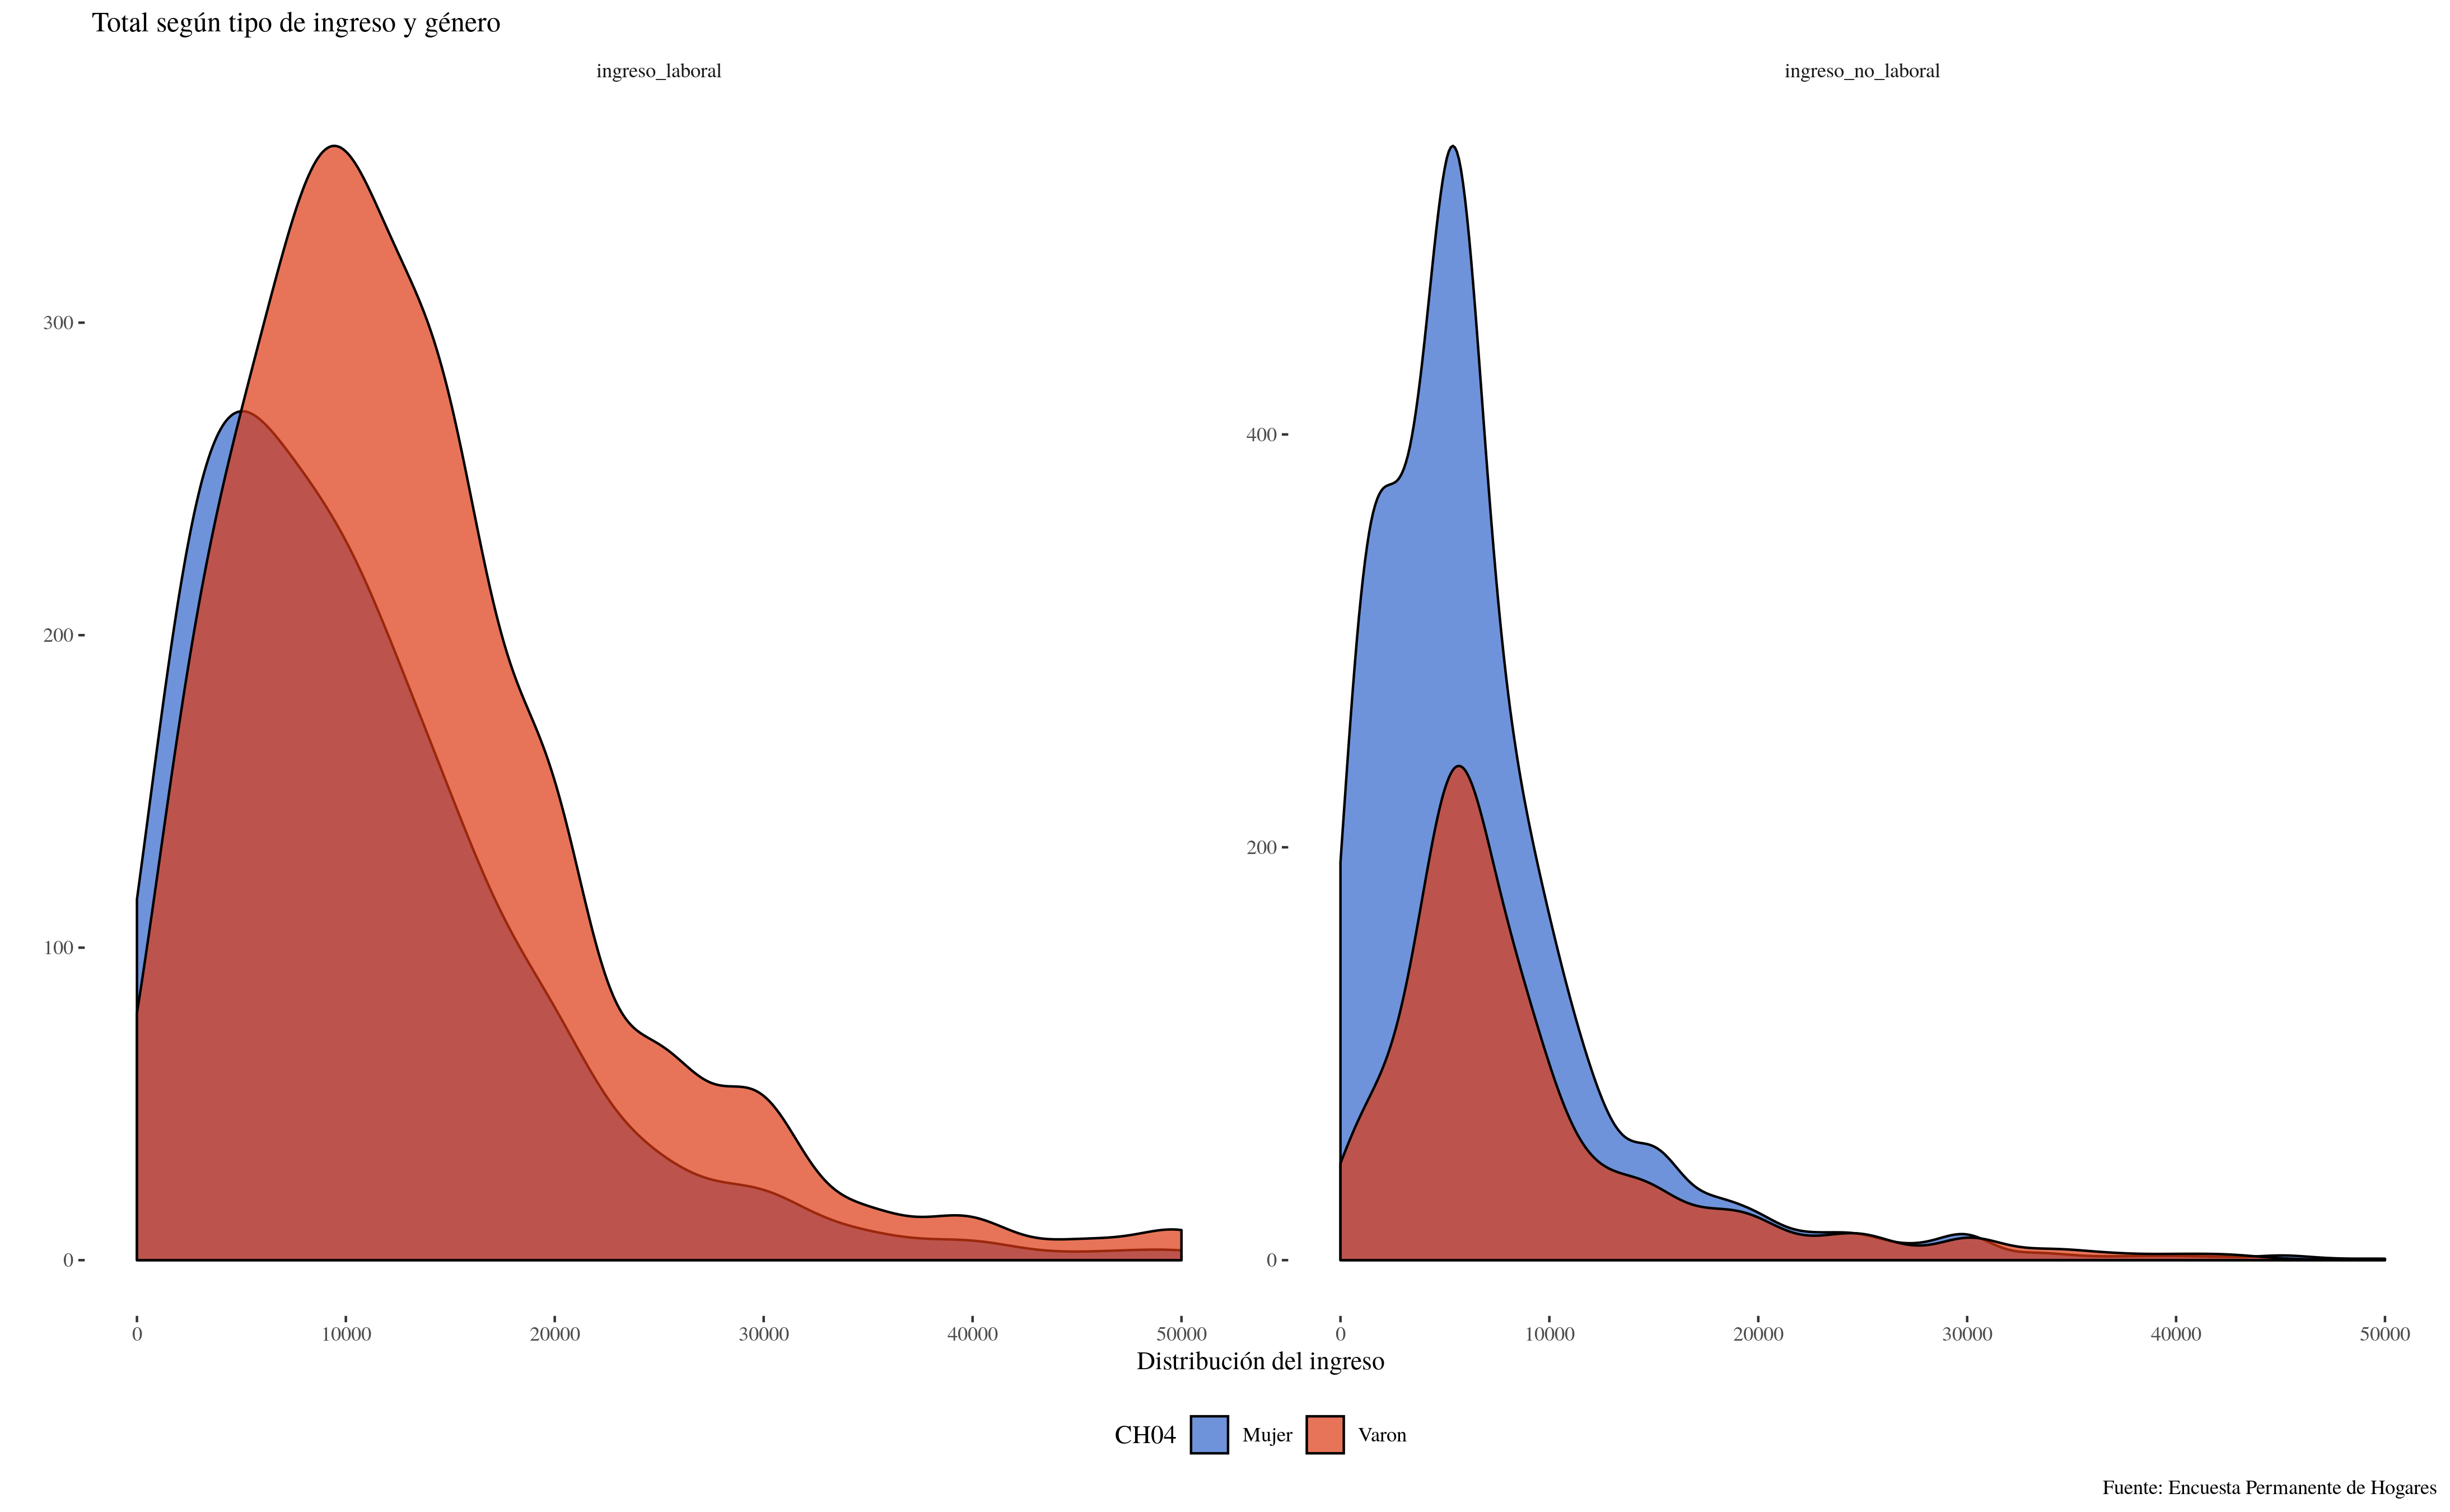 Total según tipo de ingreso y género
ingreso_laboral
ingreso_no_laboral
300
200
100
0
400
200
0
0 10000 20000 30000 40000 50000
0 10000 20000 30000 40000 50000
Distribución del ingreso
CH04 Mujer Varon
Fuente: Encuesta Permanente de Hogares